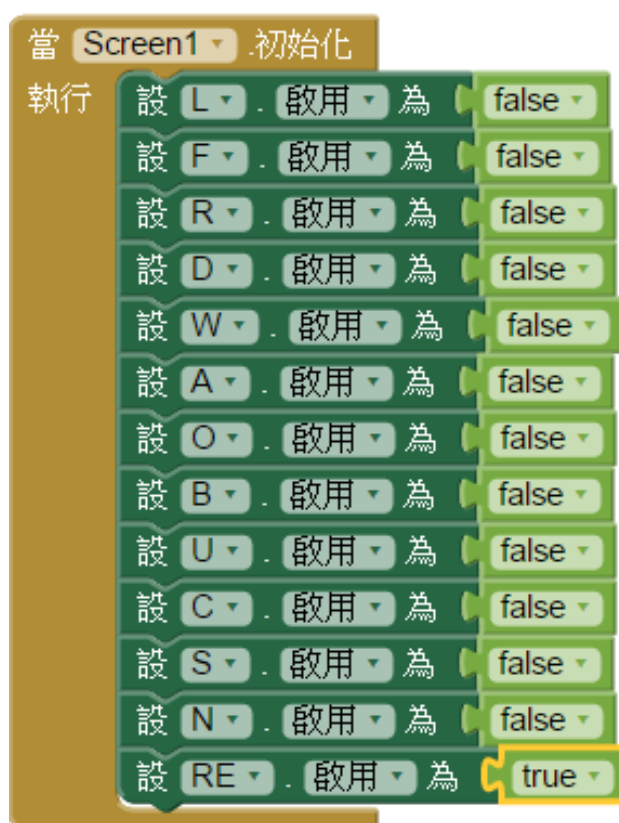 當 Screen1 .初始化
執行 設 L . 啟用 為 false
設 F . 啟用 為 false
設 R . 啟用 為 false
設 D . 啟用 為 false
設 W . 啟用 為 false
設 A . 啟用 為 false
設 O . 啟用 為 false
設 B . 啟用 為 false
設 U . 啟用 為 false
設 C . 啟用 為 false
設 S . 啟用 為 false
設 N . 啟用 為 false
設 RE . 啟用 為 true